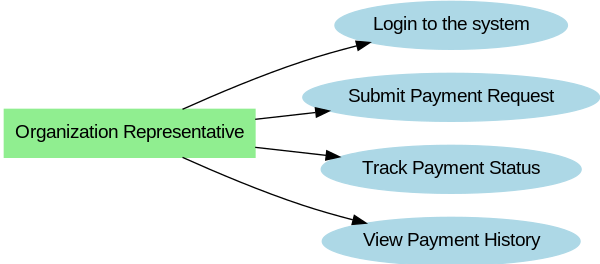 Login to the system
Submit Payment Request
Organization Representative
Track Payment Status
View Payment History